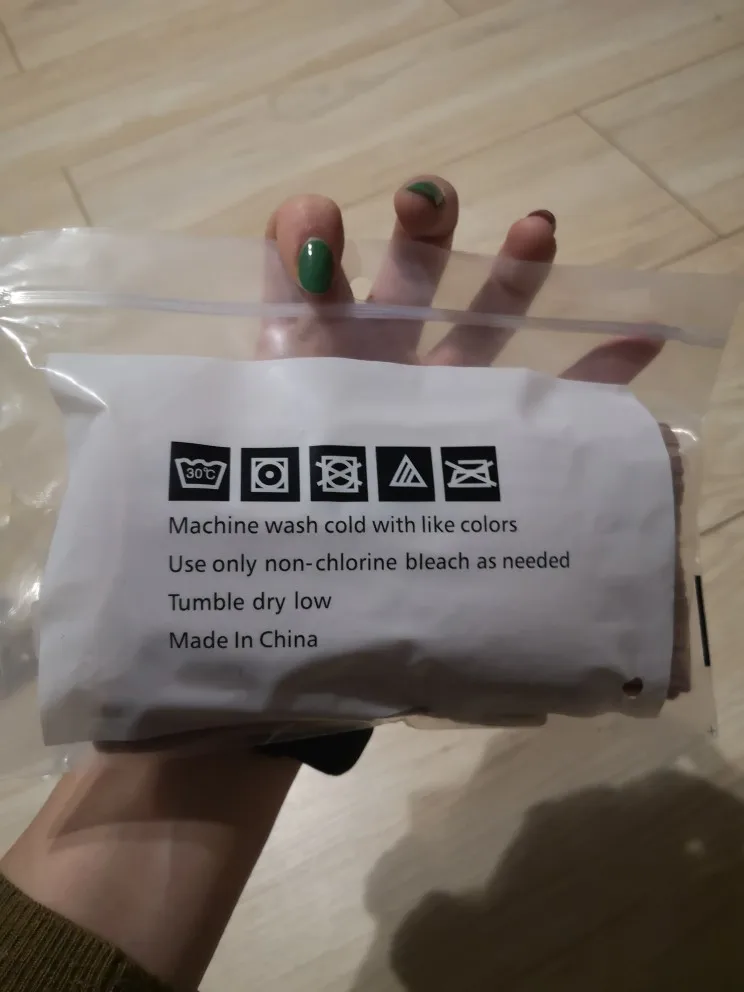 30°C
Machine wash cold with like colors
Use only non-chlorine bleach as needed
Tumble dry low
Made In China